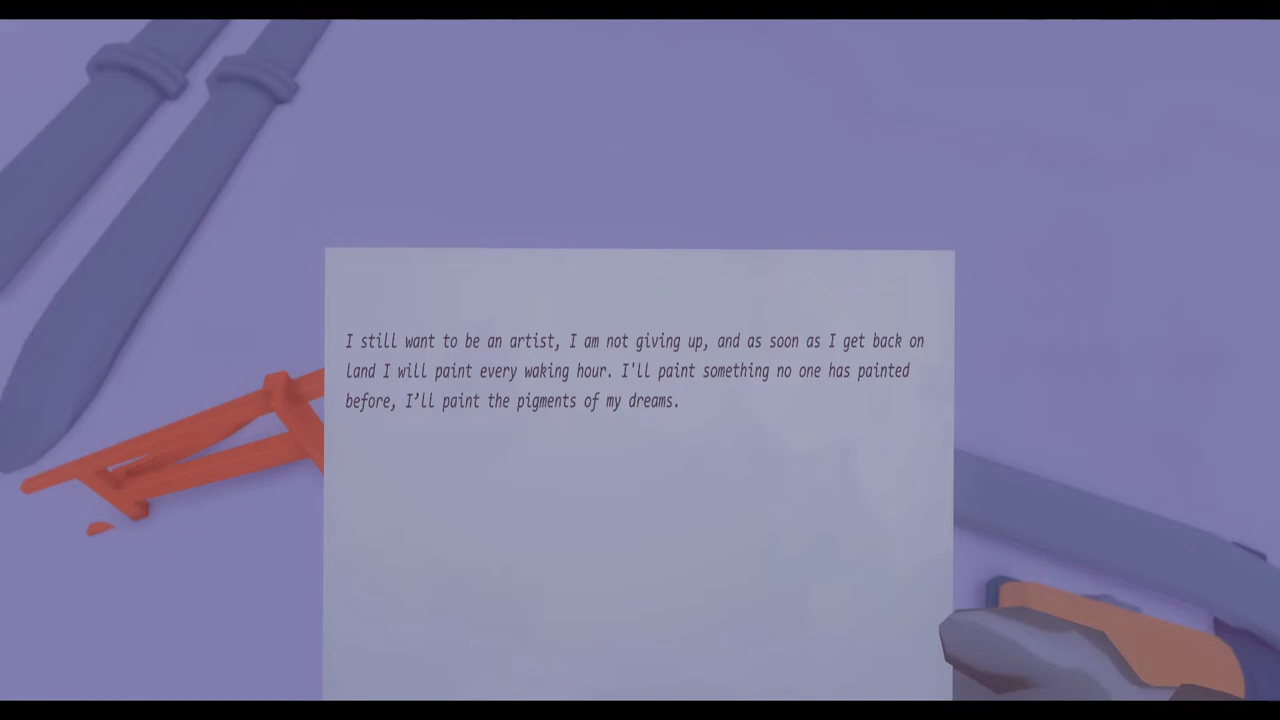 I still want to be an artist, I am not giving up, and as soon as I get back on
land I will paint every waking hour. I'll paint something no one has painted
before, I’ll paint the pigments of my dreams.